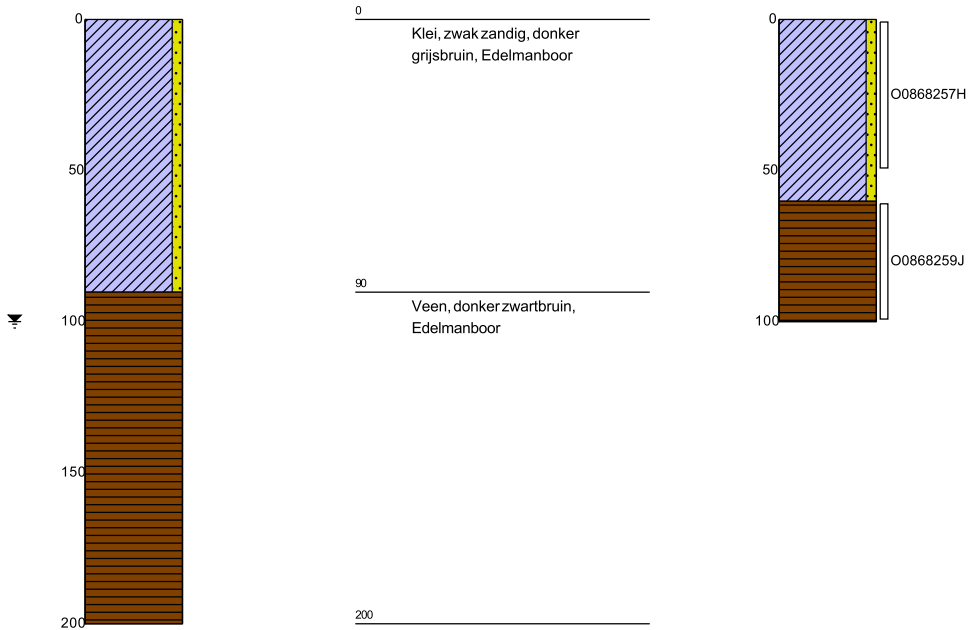 0
50
100
150
200
0
Klei, zwak zandig, donker
grijsbruin, Edelmanboor
90
Veen, donker zwartbruin,
Edelmanboor
200
0
50
100
O0868257H
O0868259J